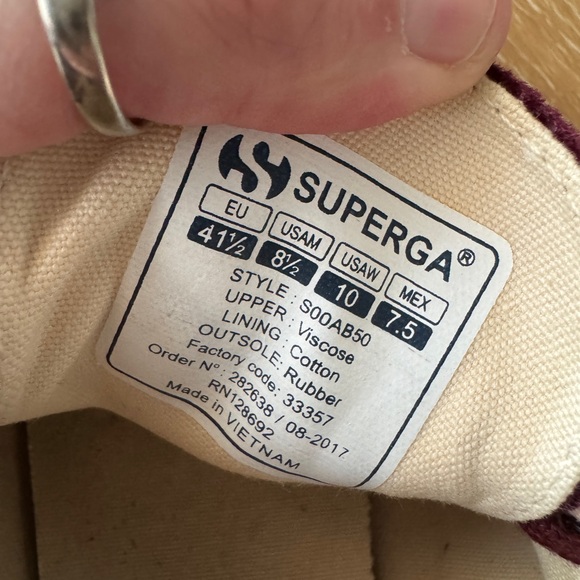 SUPERGA®
EU USAM USAW MEX
41½ 8½ 10 7.5
STYLE : S00AB50
UPPER : Viscose
LINING : Cotton
OUTSOLE : Rubber
Factory code: 33357
Order N°: 282638 / 08-2017
RN128692
Made in VIETNAM